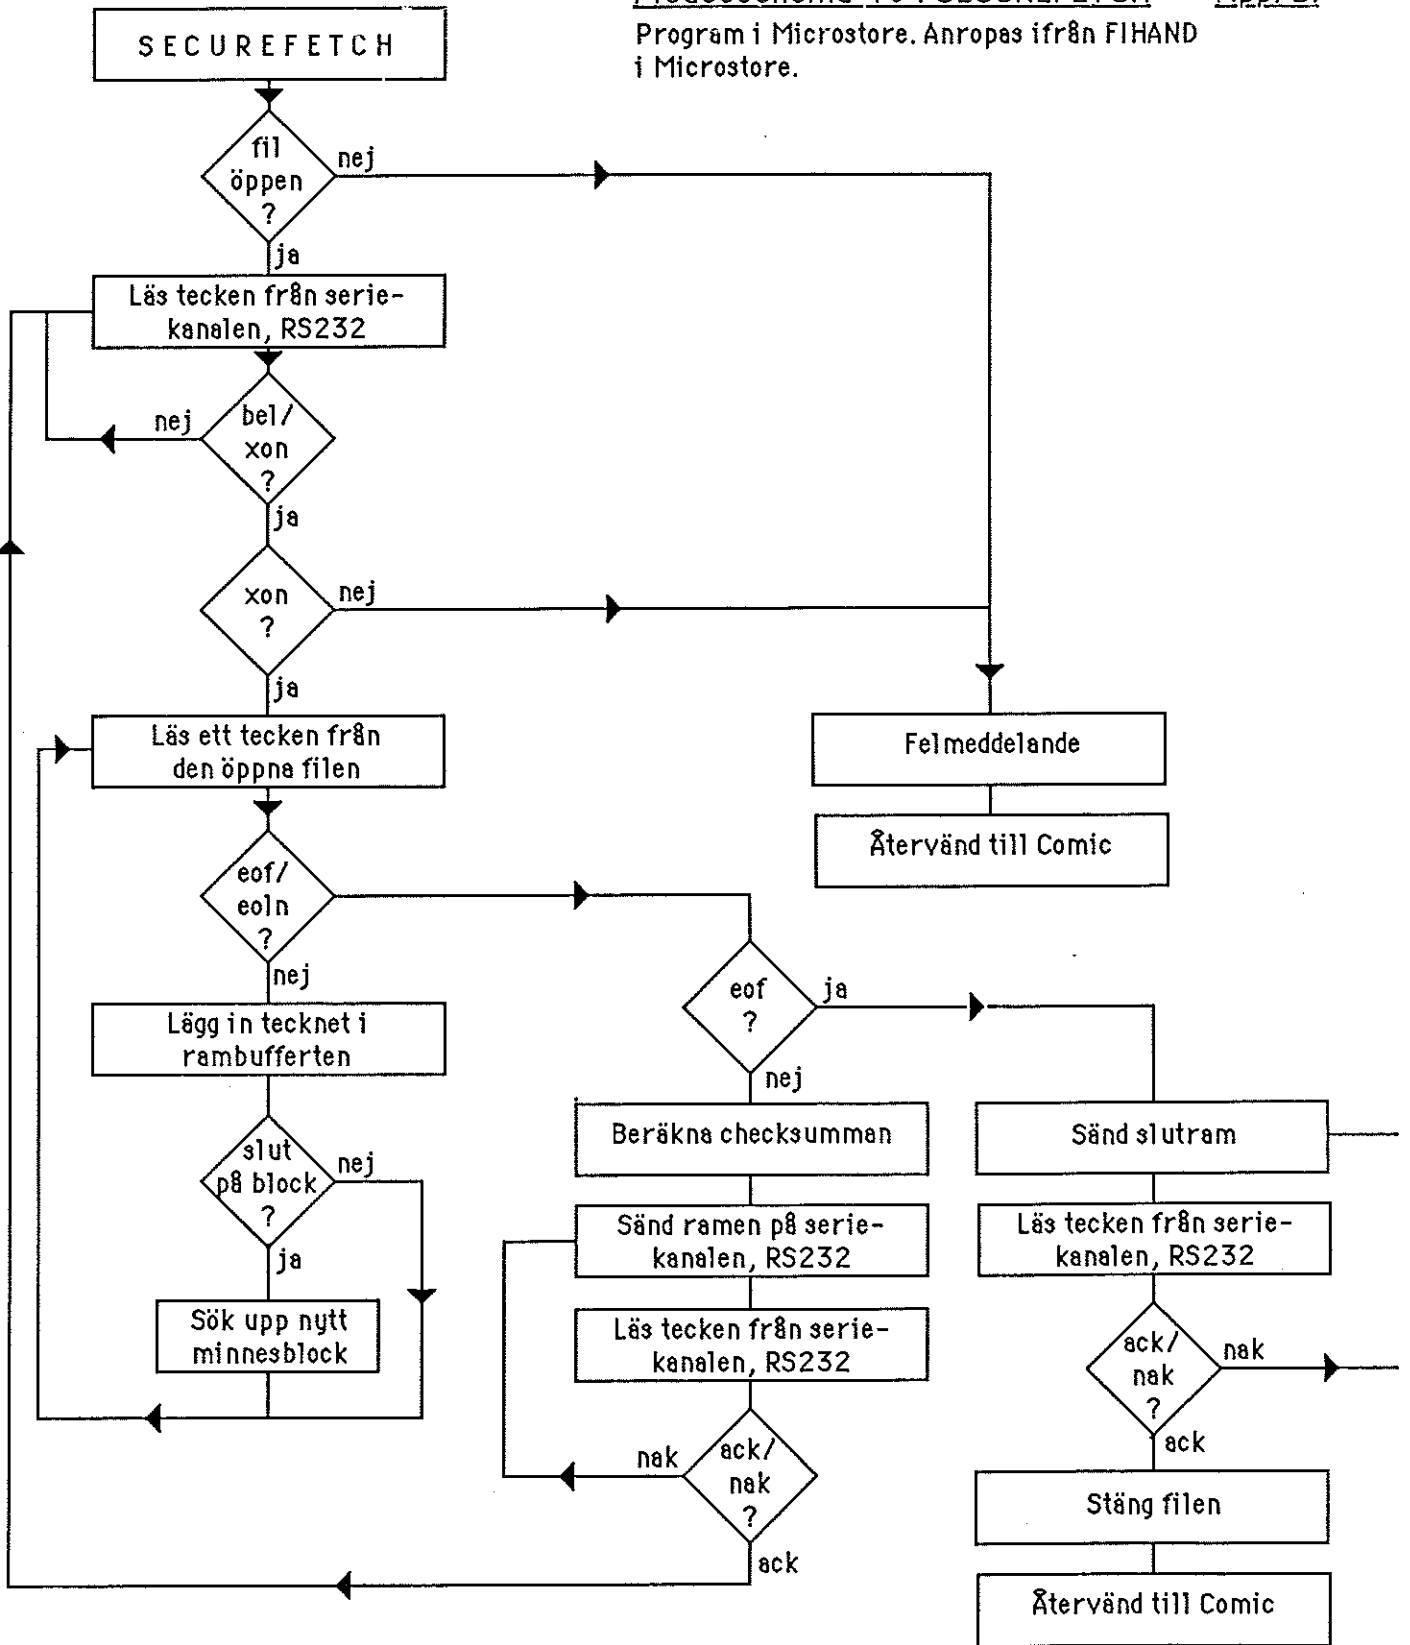 Program i Microstore. Anropas ifrån FIHAND
i Microstore.
SECUREFETCH
fil
öppen
?
nej
ja
Läs tecken från serie-
kanalen, RS232
bel/
xon
?
nej
ja
xon
?
nej
ja
Läs ett tecken från
den öppna filen
Felmeddelande
Återvänd till Comic
eof/
eoln
?
nej
Lägg in tecknet i
rambufferten
slut
på block
?
nej
ja
Sök upp nytt
minnesblock
eof
?
ja
nej
Beräkna checksumman
Sänd ramen på serie-
kanalen, RS232
Läs tecken från serie-
kanalen, RS232
ack/
nak
?
nak
ack
Sänd slutram
Läs tecken från serie-
kanalen, RS232
ack/
nak
?
nak
ack
Stäng filen
Återvänd till Comic